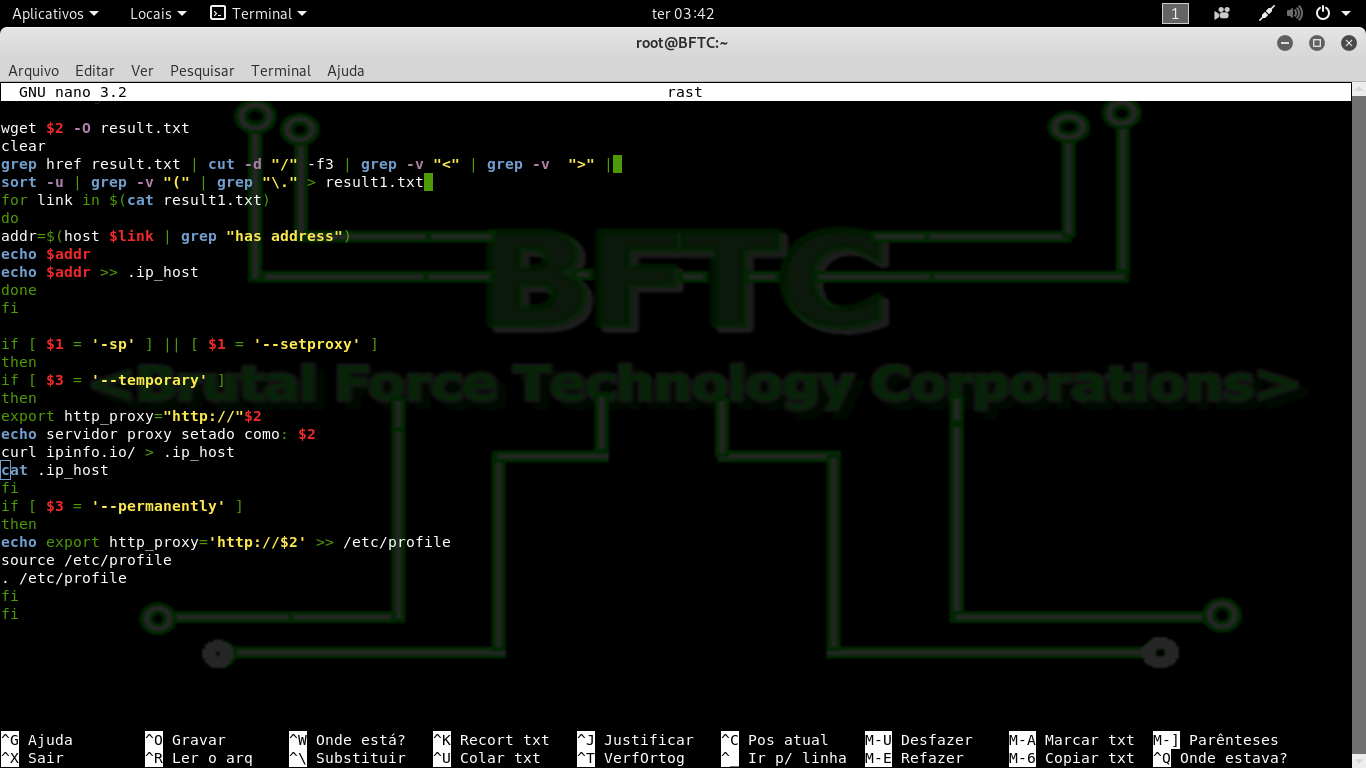 Aplicativos Locais Terminal ter 03:42 1
root@BFTC:~
Arquivo Editar Ver Pesquisar Terminal Ajuda
GNU nano 3.2 rast
wget $2 -O result.txt
clear
grep href result.txt | cut -d "/" -f3 | grep -v "<" | grep -v  ">" |
sort -u | grep -v "(" | grep "\." > result1.txt
for link in $(cat result1.txt)
do
addr=$(host $link | grep "has address")
echo $addr
echo $addr >> .ip_host
done
fi
if [ $1 = '-sp' ] || [ $1 = '--setproxy' ]
then
if [ $3 = '--temporary' ]
then
export http_proxy="http://"$2
echo servidor proxy setado como: $2
curl ipinfo.io/ > .ip_host
cat .ip_host
fi
if [ $3 = '--permanently' ]
then
echo export http_proxy='http://$2' >> /etc/profile
source /etc/profile
. /etc/profile
fi
fi
BFTC
<Brutal Force Technology Corporations>
^G Ajuda ^O Gravar ^W Onde está? ^K Recort txt ^J Justificar ^C Pos atual M-U Desfazer M-A Marcar txt M-] Parênteses
^X Sair ^R Ler o arq ^\ Substituir ^U Colar txt ^T VerfOrtog ^_ Ir p/ linha M-E Refazer M-6 Copiar txt ^Q Onde estava?